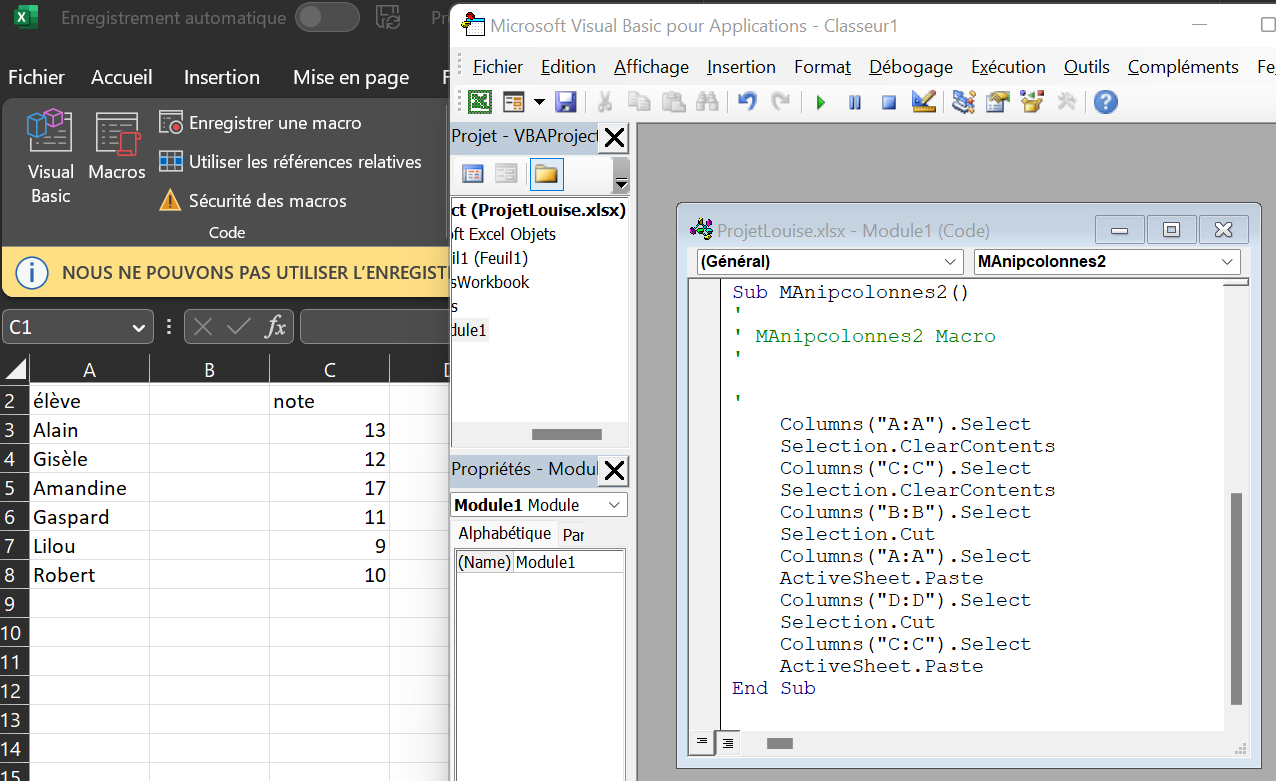 Enregistrement automatique
Fichier Accueil Insertion Mise en page
Visual Basic
Macros
Enregistrer une macro
Utiliser les références relatives
Sécurité des macros
Code
NOUS NE POUVONS PAS UTILISER L'ENREGIST
C1
fx
A B C
2 élève note
3 Alain 13
4 Gisèle 12
5 Amandine 17
6 Gaspard 11
7 Lilou 9
8 Robert 10
9
10
11
12
13
14
15
Microsoft Visual Basic pour Applications - Classeur1
Fichier Edition Affichage Insertion Format Débogage Exécution Outils Compléments Fe
Projet - VBAProject
ct (ProjetLouise.xlsx)
oft Excel Objets
il1 (Feuil1)
sWorkbook
s
dule1
Propriétés - Modul
Module1 Module
Alphabétique Par
(Name) Module1
ProjetLouise.xlsx - Module1 (Code)
(Général) MAnipcolonnes2
Sub MAnipcolonnes2()
'
' MAnipcolonnes2 Macro
'
'
Columns("A:A").Select
Selection.ClearContents
Columns("C:C").Select
Selection.ClearContents
Columns("B:B").Select
Selection.Cut
Columns("A:A").Select
ActiveSheet.Paste
Columns("D:D").Select
Selection.Cut
Columns("C:C").Select
ActiveSheet.Paste
End Sub